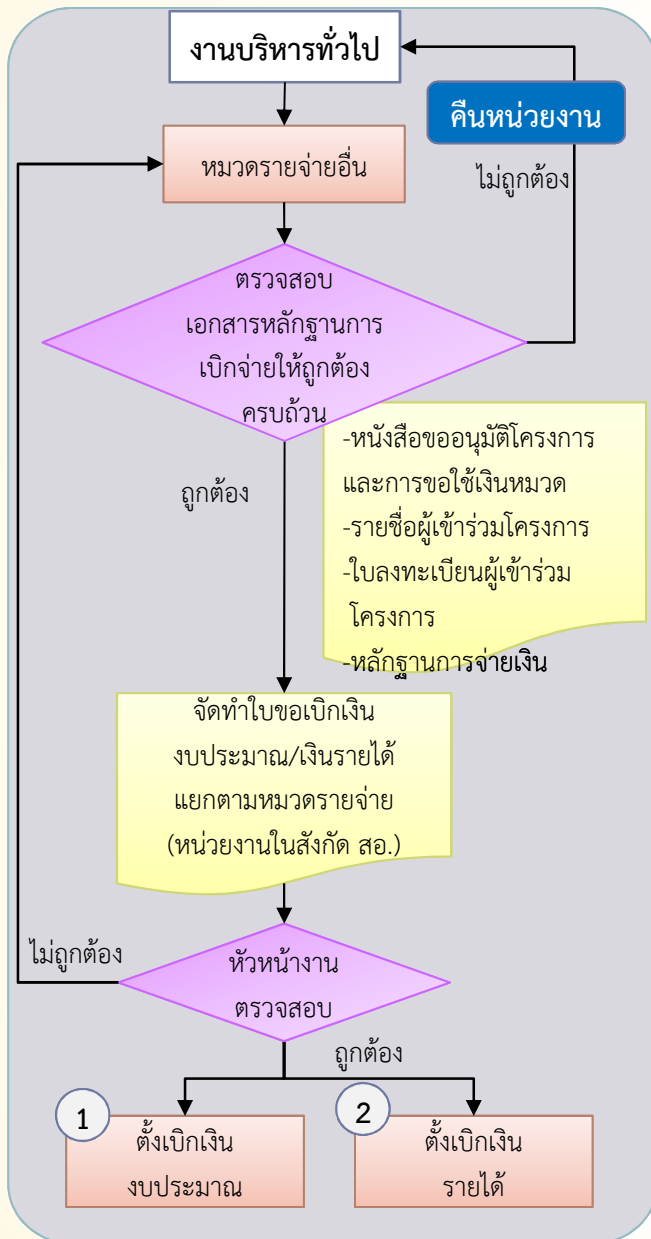 งานบริหารทั่วไป
คืนหน่วยงาน
หมวดรายจ่ายอื่น
ไม่ถูกต้อง
ตรวจสอบ
เอกสารหลักฐานการ
เบิกจ่ายให้ถูกต้อง
ครบถ้วน
-หนังสือขออนุมัติโครงการ
และการขอใช้เงินหมวด
-รายชื่อผู้เข้าร่วมโครงการ
-ใบลงทะเบียนผู้เข้าร่วม
โครงการ
-หลักฐานการจ่ายเงิน
ถูกต้อง
จัดทำใบขอเบิกเงิน
งบประมาณ/เงินรายได้
แยกตามหมวดรายจ่าย
(หน่วยงานในสังกัด สอ.)
ไม่ถูกต้อง
หัวหน้างาน
ตรวจสอบ
ถูกต้อง
1
ตั้งเบิกเงิน
งบประมาณ
2
ตั้งเบิกเงิน
รายได้